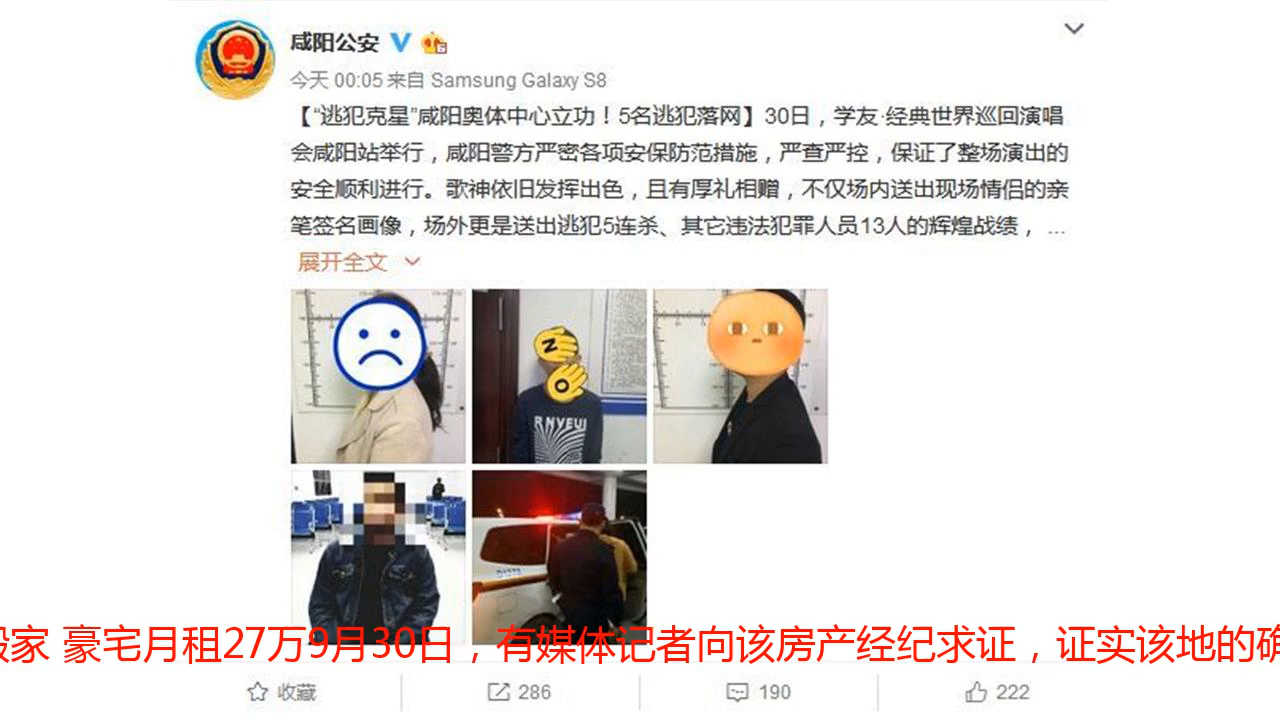 咸阳公安
今天 00:05 来自 Samsung Galaxy S8
【“逃犯克星”咸阳奥体中心立功！5名逃犯落网】30日，学友·经典世界巡回演唱
会咸阳站举行，咸阳警方严密各项安保防范措施，严查严控，保证了整场演出的
安全顺利进行。歌神依旧发挥出色，且有厚礼相赠，不仅场内送出现场情侣的亲
笔签名画像，场外更是送出逃犯5连杀、其它违法犯罪人员13人的辉煌战绩， ...
展开全文
N
O
RNYEUI
家 豪宅月租27万9月30日，有媒体记者向该房产经纪求证，证实该地的确
收藏
286
190
222